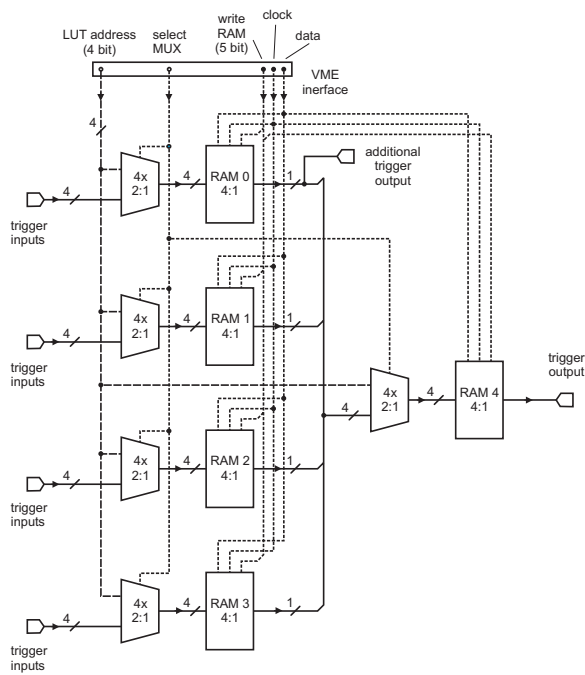 LUT address
(4 bit)
select
MUX
write
RAM
(5 bit)
clock
data
VME
inerface
4
4x
2:1
4
RAM 0
4:1
1
additional
trigger
output
4
trigger
inputs
4x
2:1
4
RAM 1
4:1
1
4
trigger
inputs
4x
2:1
4
RAM 4
4:1
trigger
output
4
4x
2:1
4
RAM 2
4:1
1
4
trigger
inputs
4x
2:1
4
RAM 3
4:1
1
4
trigger
inputs